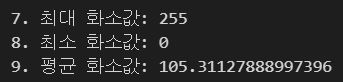 7. 최대 화소값: 255
8. 최소 화소값: 0
9. 평균 화소값: 105.31127888997396